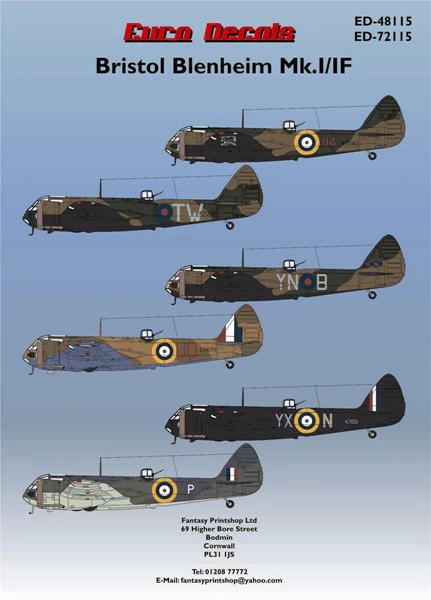 Euro Decals
ED-48115
ED-72115
Bristol Blenheim Mk.I/IF
114
TW
YN B
YX N
P
Fantasy Printshop Ltd
69 Higher Bore Street
Bodmin
Cornwall
PL31 1JS
Tel: 01208 77772
E-Mail: fantasyprintshop@yahoo.com